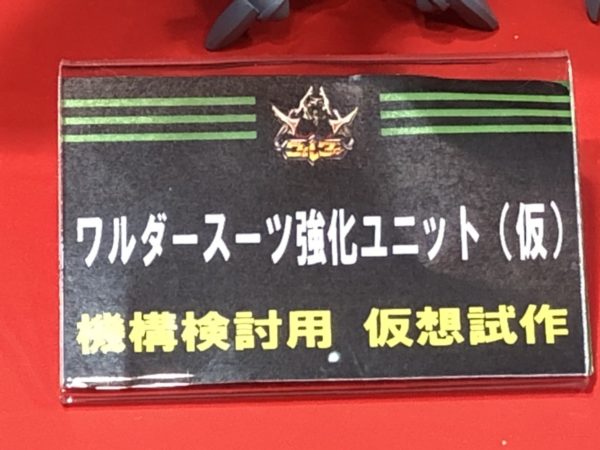 ワルダースーツ強化ユニット（仮）
機構検討用 仮想試作